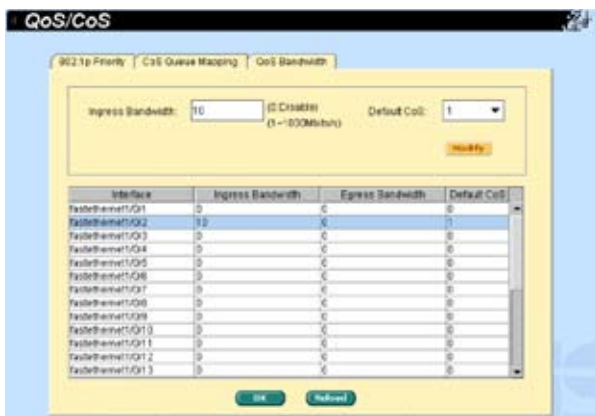 QoS/CoS
802.1p Priority CoS Queue Mapping QoS Bandwidth
Ingress Bandwidth: 10 (0:Disable) Default CoS: 1
(1~1000Mbits/s)
Modify
Interface Ingress Bandwidth Egress Bandwidth Default CoS
fastethernet1/0/1 0 0 0
fastethernet1/0/2 10 0 1
fastethernet1/0/3 0 0 0
fastethernet1/0/4 0 0 0
fastethernet1/0/5 0 0 0
fastethernet1/0/6 0 0 0
fastethernet1/0/7 0 0 0
fastethernet1/0/8 0 0 0
fastethernet1/0/9 0 0 0
fastethernet1/0/10 0 0 0
fastethernet1/0/11 0 0 0
fastethernet1/0/12 0 0 0
fastethernet1/0/13 0 0 0
OK Reload